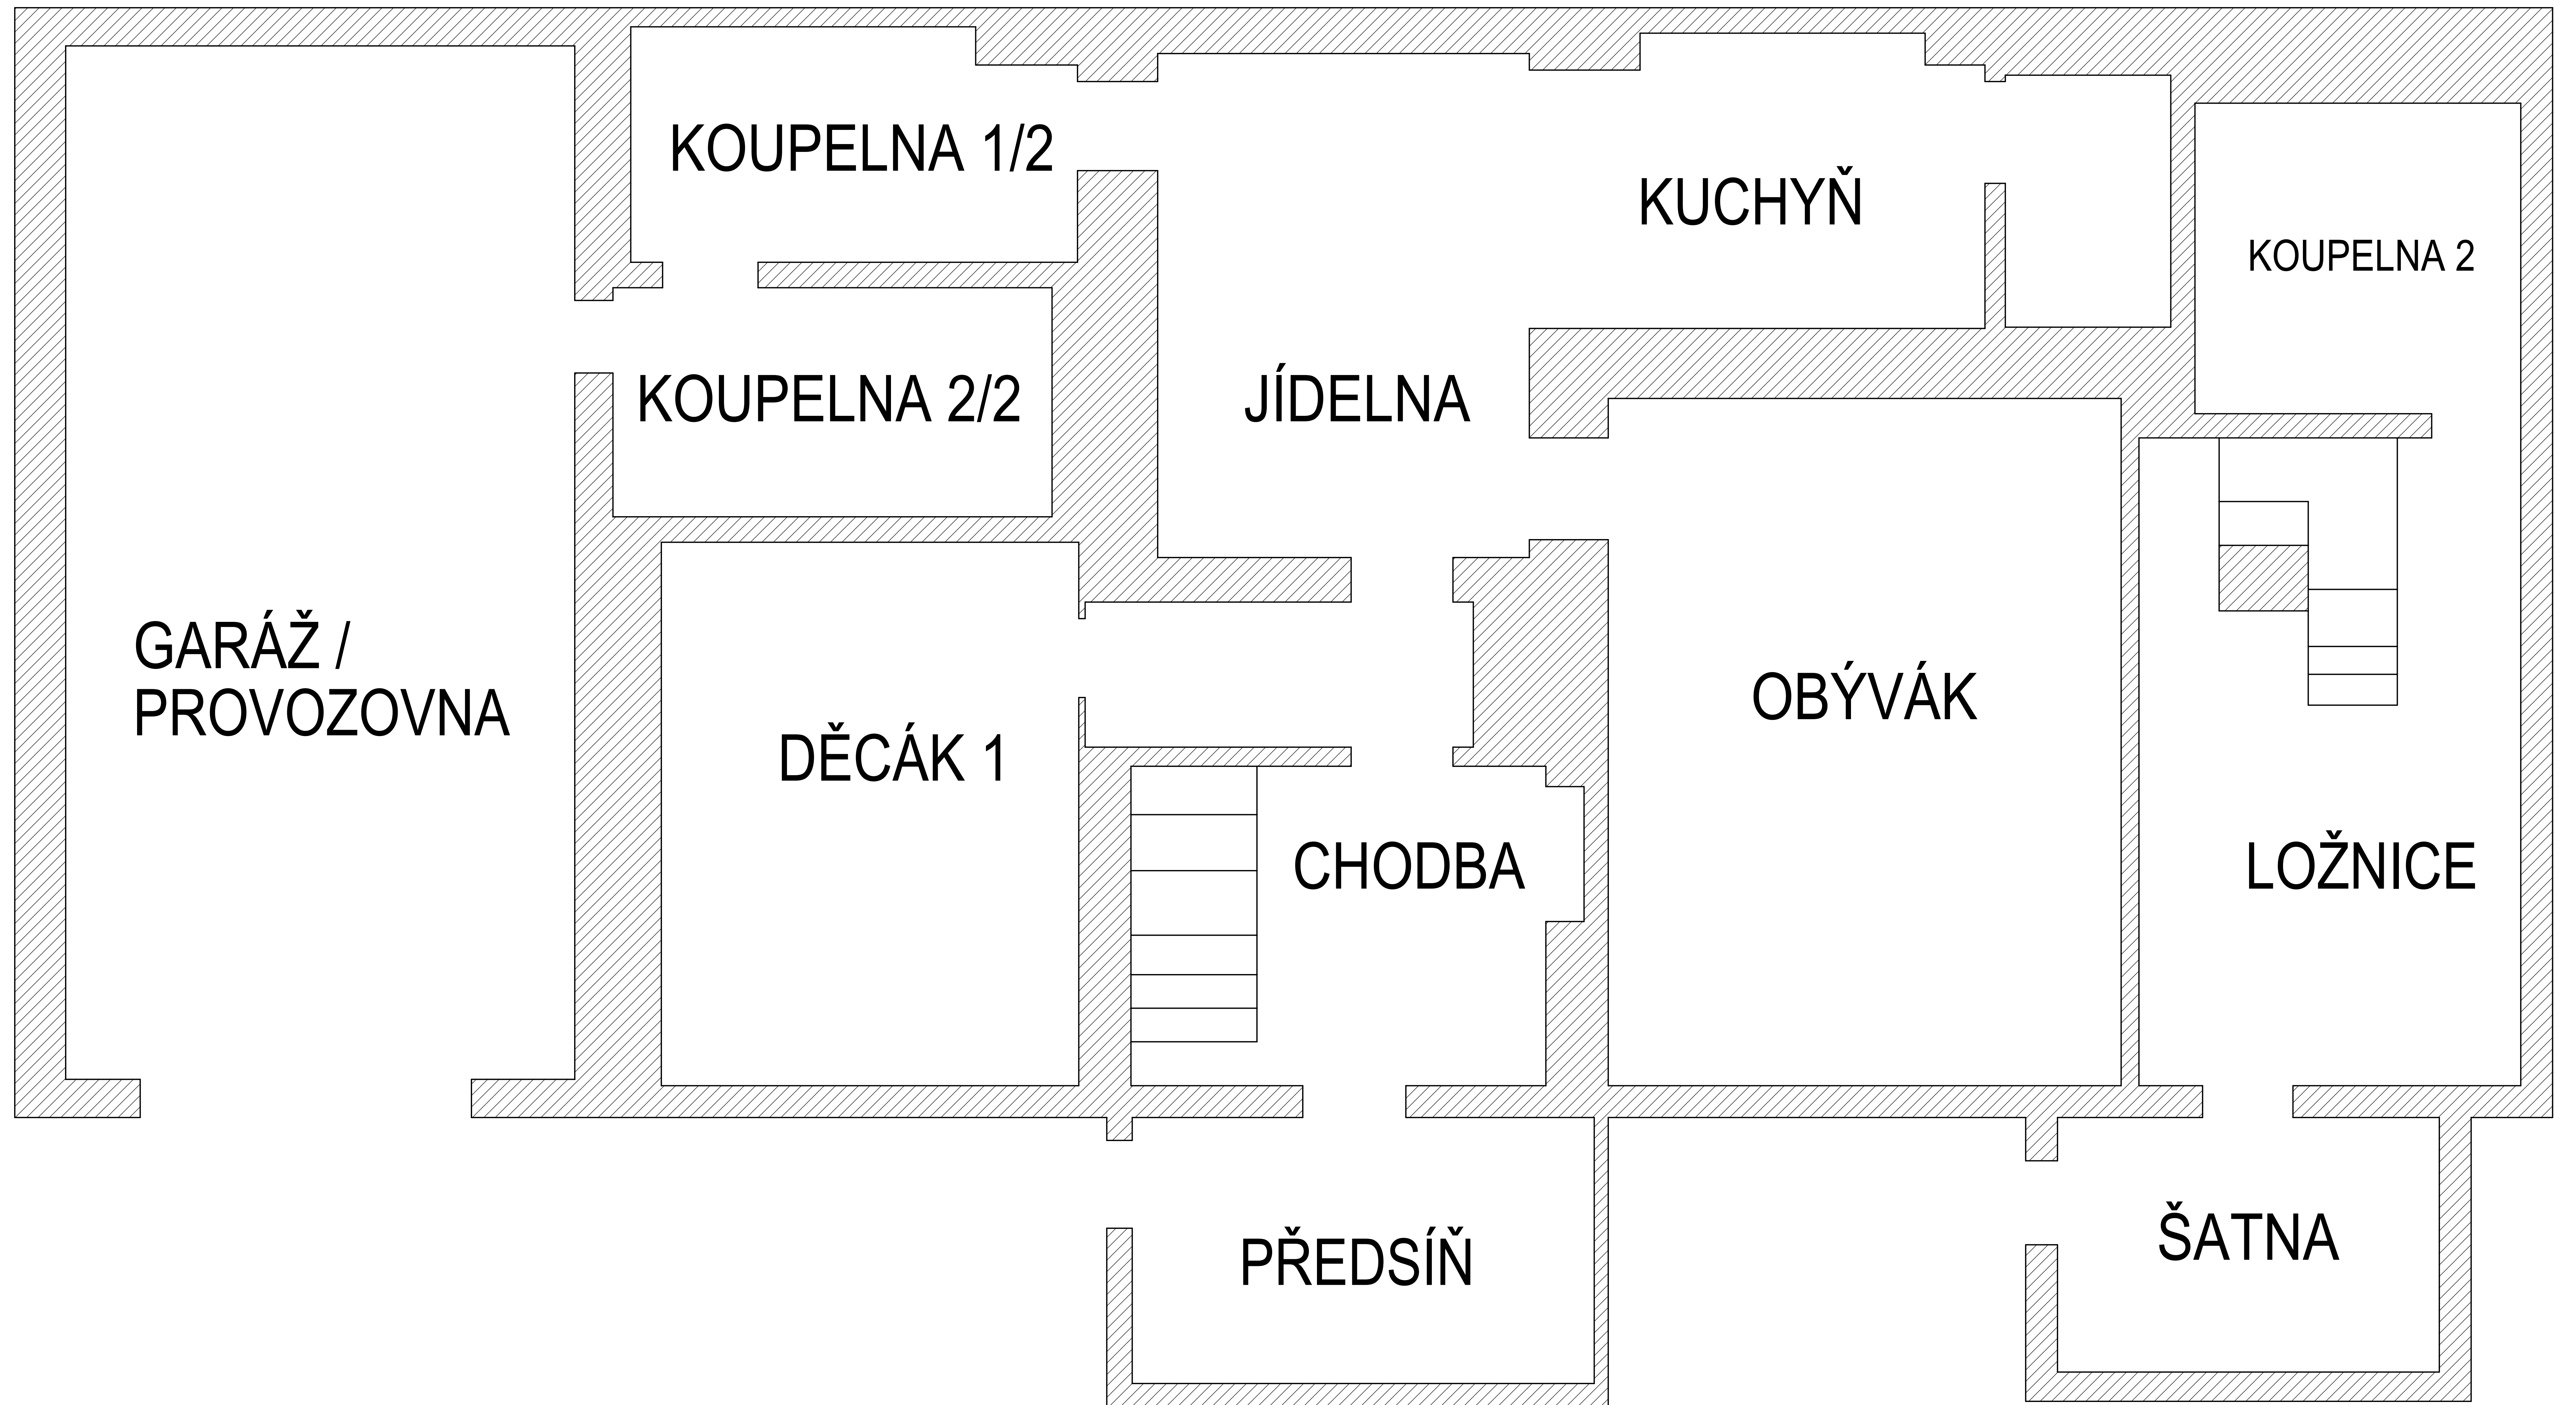 KOUPELNA 1/2
KUCHYŇ
KOUPELNA 2
KOUPELNA 2/2
JÍDELNA
GARÁŽ /
PROVOZOVNA
DĚCÁK 1
OBÝVÁK
CHODBA
LOŽNICE
PŘEDSÍŇ
ŠATNA